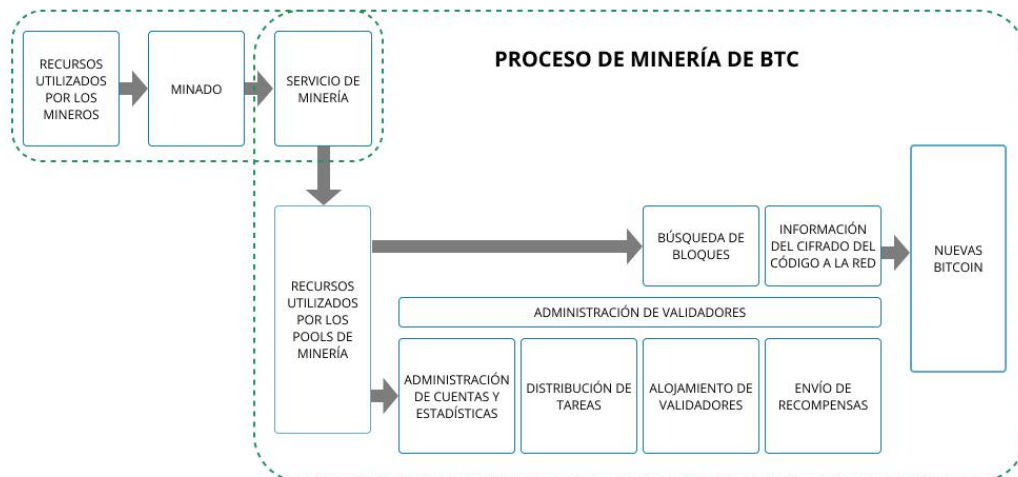 PROCESO DE MINERÍA DE BTC
RECURSOS
UTILIZADOS
POR LOS
MINEROS
MINADO
SERVICIO DE
MINERÍA
RECURSOS
UTILIZADOS
POR LOS
POOLS DE
MINERÍA
BÚSQUEDA DE
BLOQUES
INFORMACIÓN
DEL CIFRADO DEL
CÓDIGO A LA RED
NUEVAS
BITCOIN
ADMINISTRACIÓN DE VALIDADORES
ADMINISTRACIÓN
DE CUENTAS Y
ESTADÍSTICAS
DISTRIBUCIÓN DE
TAREAS
ALOJAMIENTO DE
VALIDADORES
ENVÍO DE
RECOMPENSAS